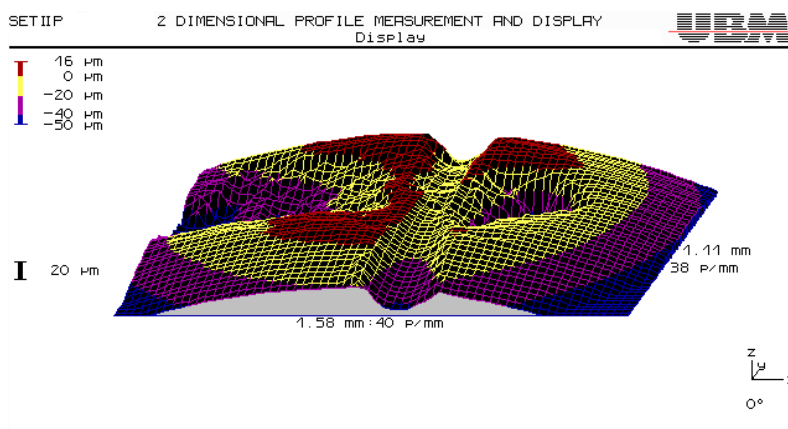 SETIIP 2 DIMENSIONAL PROFILE MEASUREMENT AND DISPLAY UBM
Display
16 µm
0 µm
-20 µm
-40 µm
-50 µm
20 µm
1.11 mm
38 p/mm
1.58 mm:40 p/mm
z
y
0°